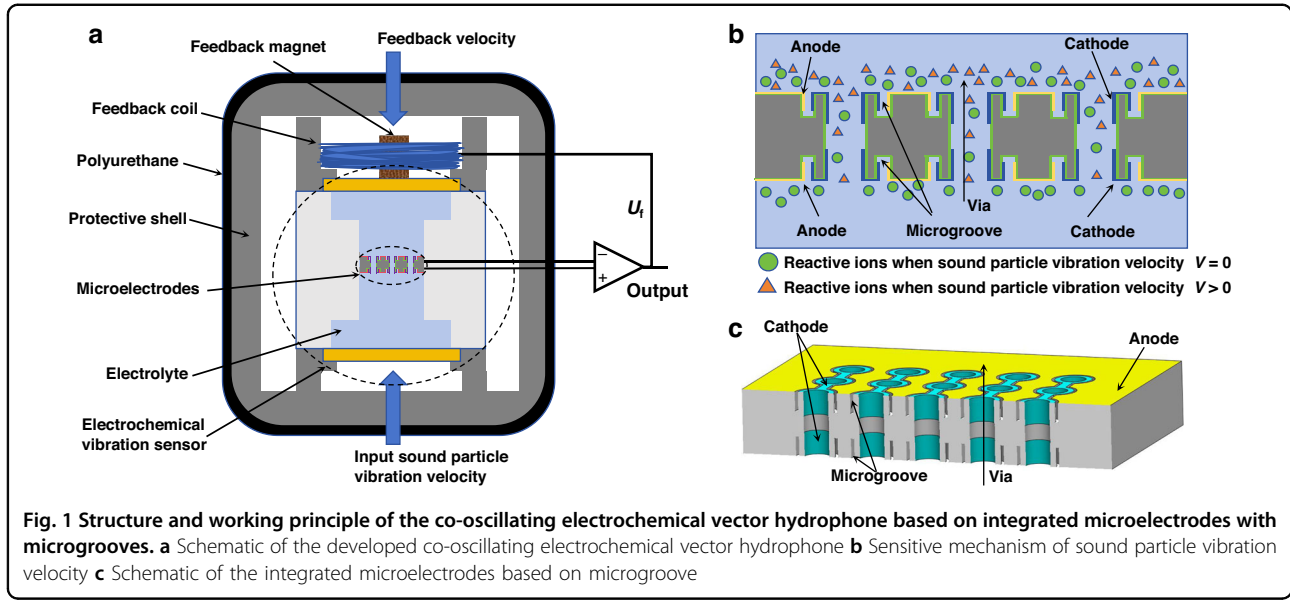 a
Feedback magnet
Feedback velocity
Feedback coil
Polyurethane
Protective shell
Microelectrodes
Electrolyte
Electrochemical
vibration sensor
Input sound particle
vibration velocity
Uf
−
+
Output
b
Anode
Cathode
Via
Anode
Microgroove
Cathode
Reactive ions when sound particle vibration velocity V = 0
Reactive ions when sound particle vibration velocity V > 0
c
Cathode
Anode
Microgroove
Via
Fig. 1 Structure and working principle of the co-oscillating electrochemical vector hydrophone based on integrated microelectrodes with
microgrooves. a Schematic of the developed co-oscillating electrochemical vector hydrophone b Sensitive mechanism of sound particle vibration
velocity c Schematic of the integrated microelectrodes based on microgroove